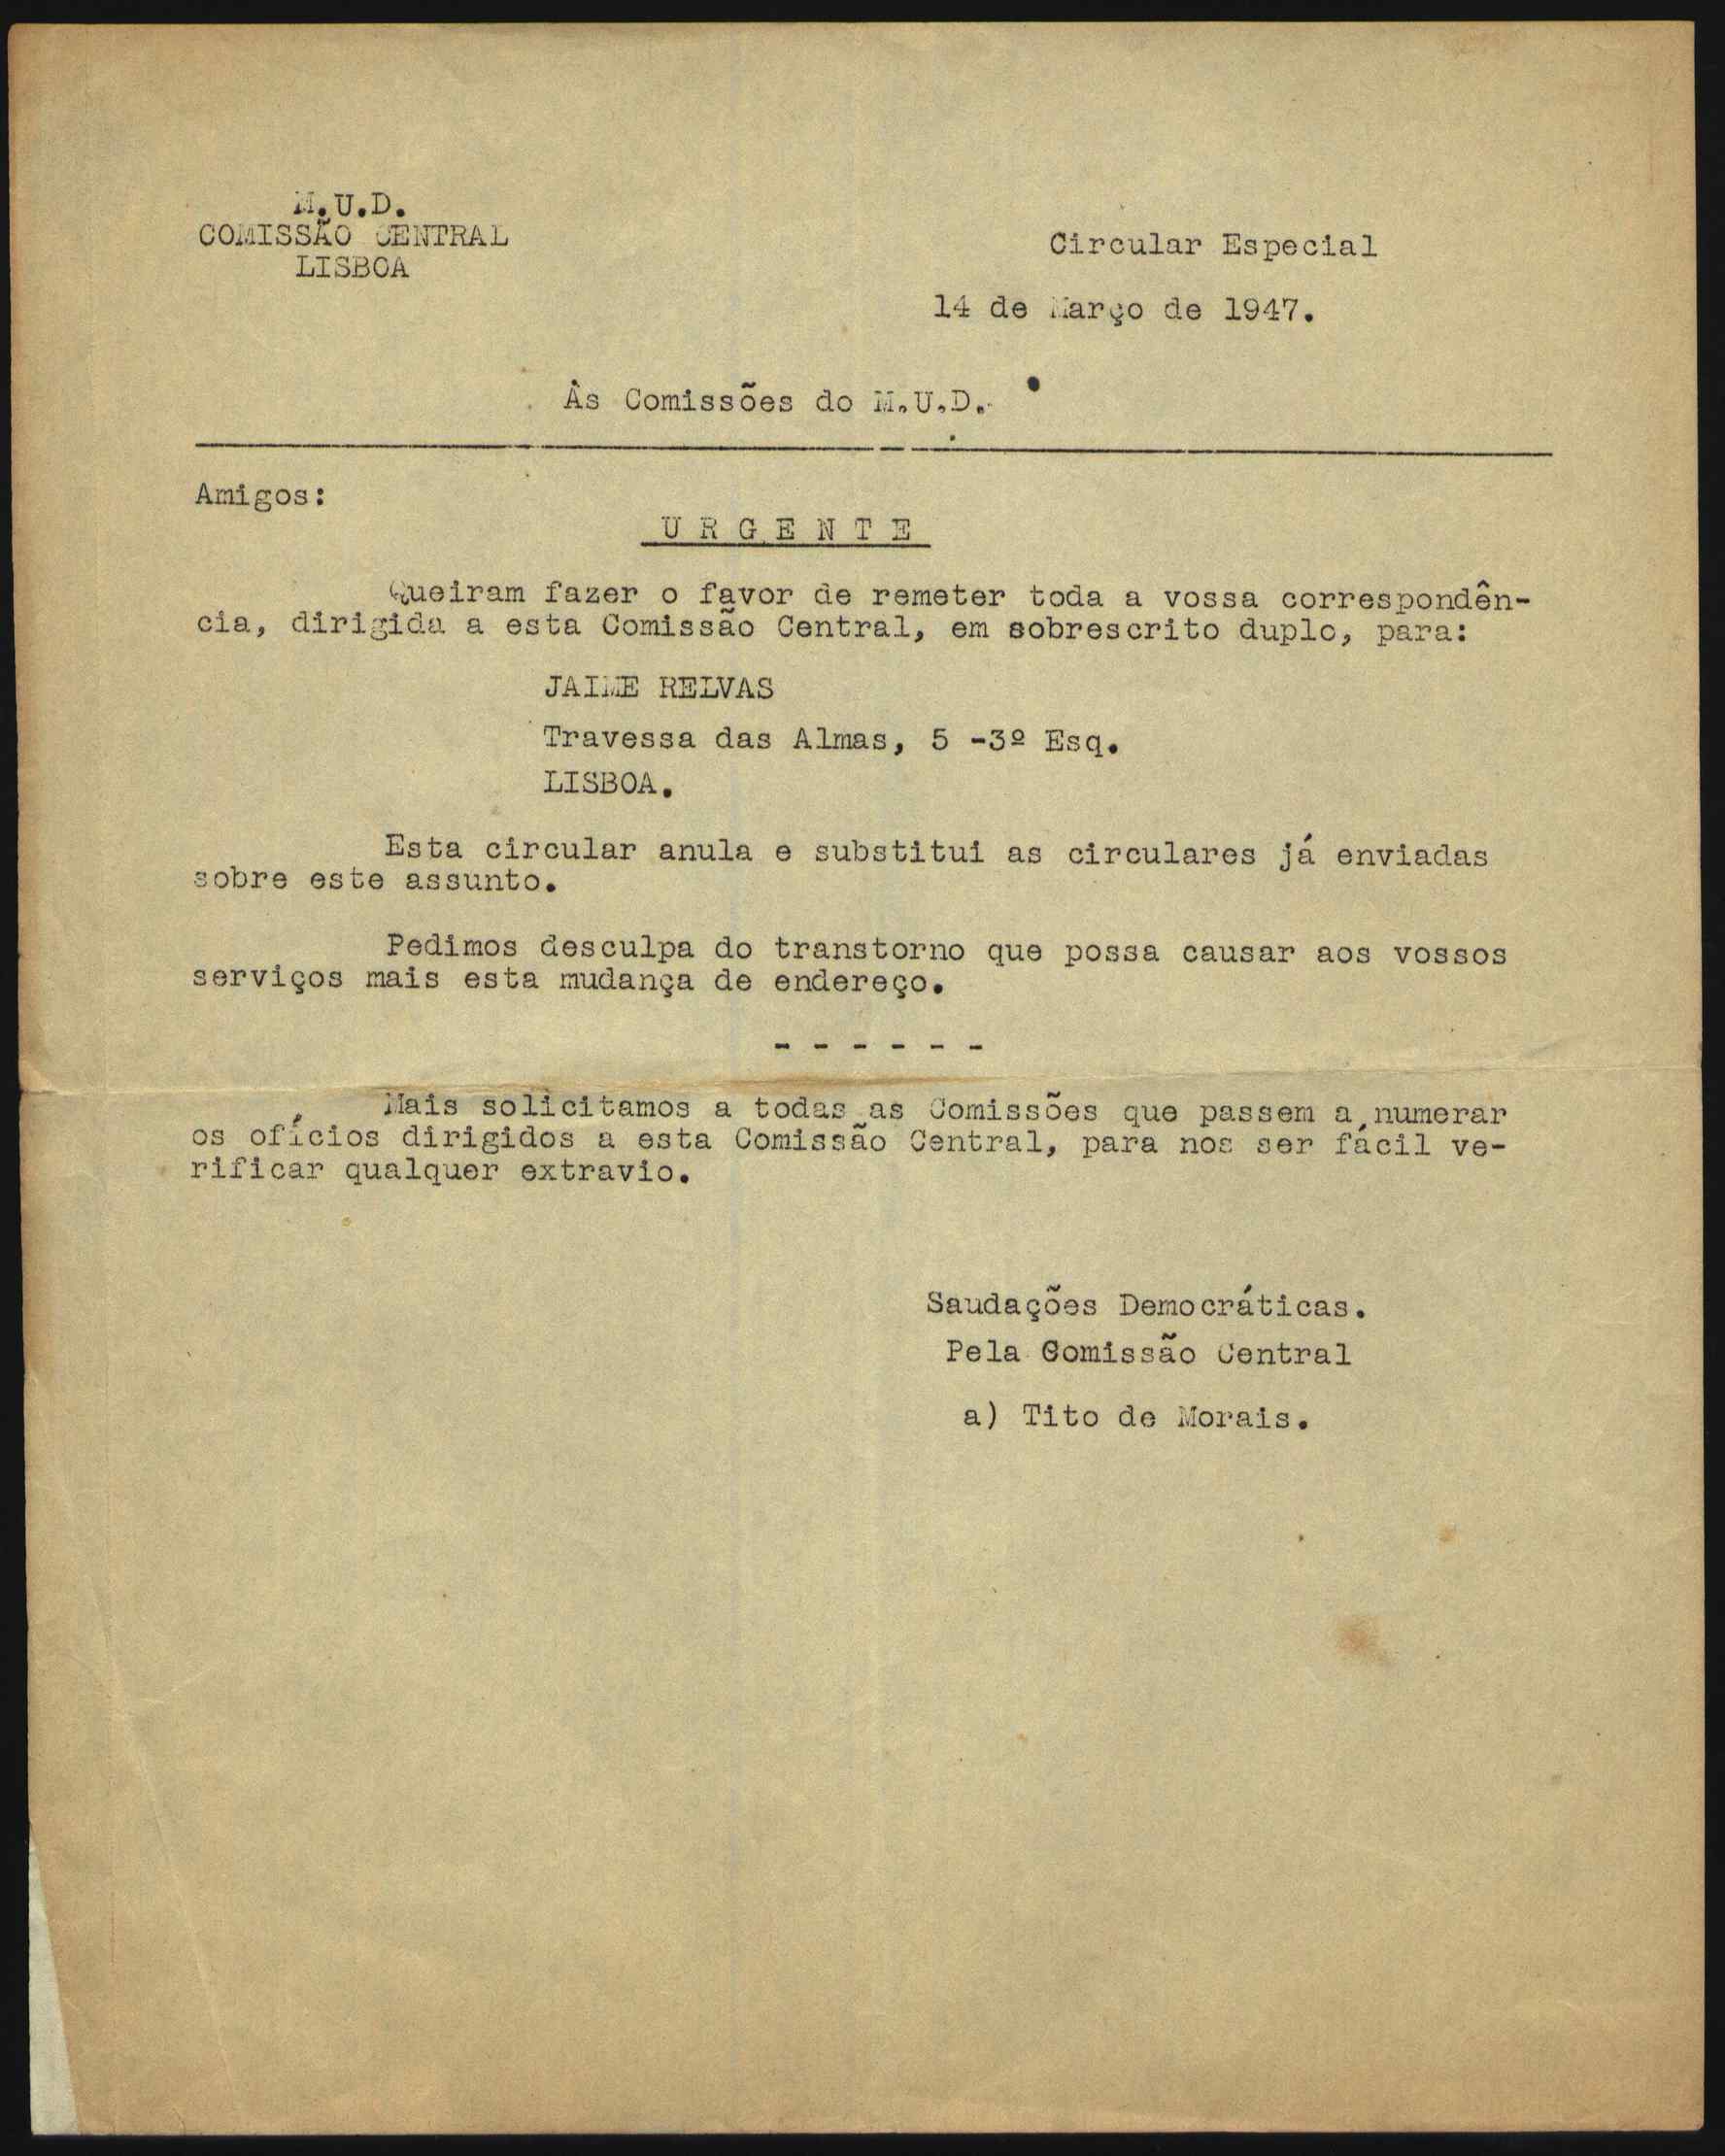 M.U.D.
COMISSÃO CENTRAL
LISBOA
Circular Especial
14 de Março de 1947.
Às Comissões do M.U.D.
Amigos:
U R G E N T E
Queiram fazer o favor de remeter toda a vossa correspondên-
cia, dirigida a esta Comissão Central, em sobrescrito duplo, para:
JAIME RELVAS
Travessa das Almas, 5 -3º Esq.
LISBOA.
Esta circular anula e substitui as circulares já enviadas
sobre este assunto.
Pedimos desculpa do transtorno que possa causar aos vossos
serviços mais esta mudança de endereço.
- - - - - -
Mais solicitamos a todas as Comissões que passem a numerar
os ofícios dirigidos a esta Comissão Central, para nos ser fácil ve-
rificar qualquer extravio.
Saudações Democráticas.
Pela Comissão Central
a) Tito de Morais.